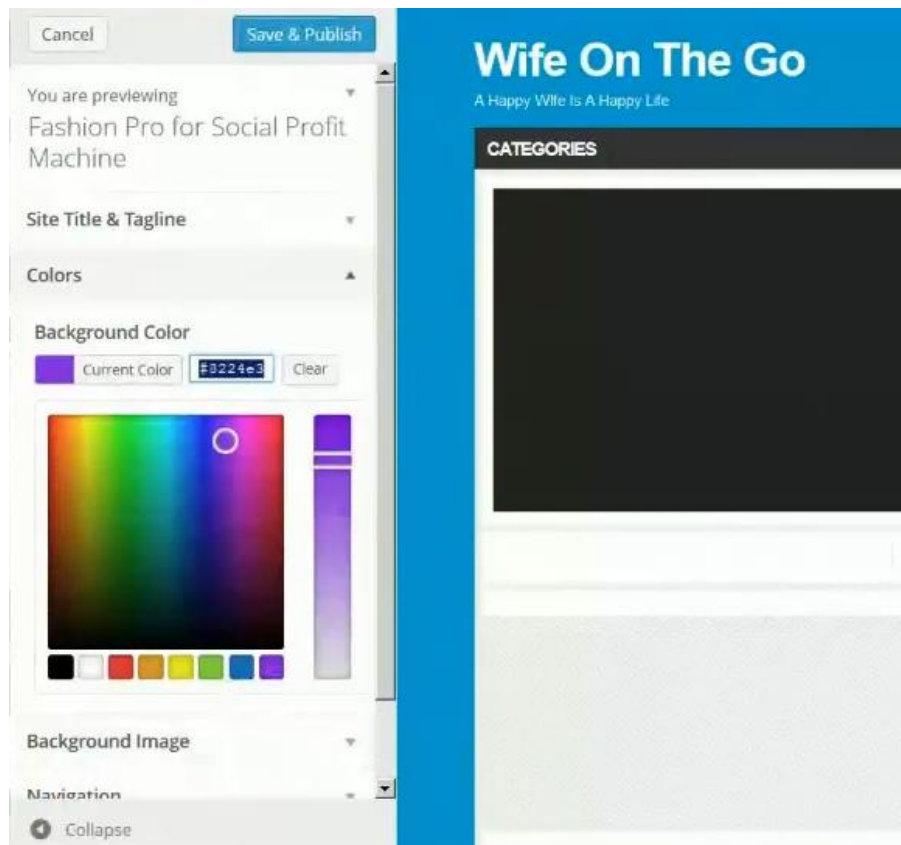 Cancel
Save & Publish
You are previewing
Fashion Pro for Social Profit
Machine
Site Title & Tagline
Colors
Background Color
Current Color
#8224e3
Clear
Background Image
Navigation
Collapse
Wife On The Go
A Happy Wife Is A Happy Life
CATEGORIES